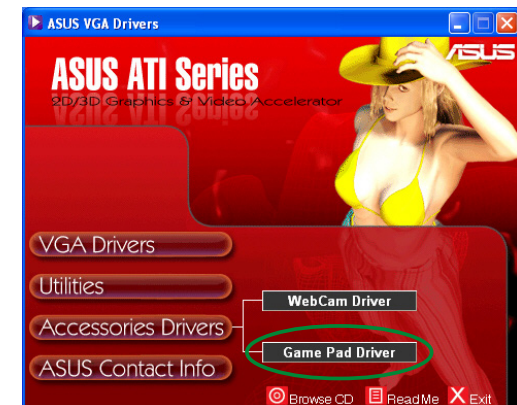 ASUS VGA Drivers
ASUS
ASUS ATI Series
2D/3D Graphics & Video Accelerator
VGA Drivers
Utilities
WebCam Driver
Accessories Drivers
Game Pad Driver
ASUS Contact Info
Browse CD
ReadMe
Exit